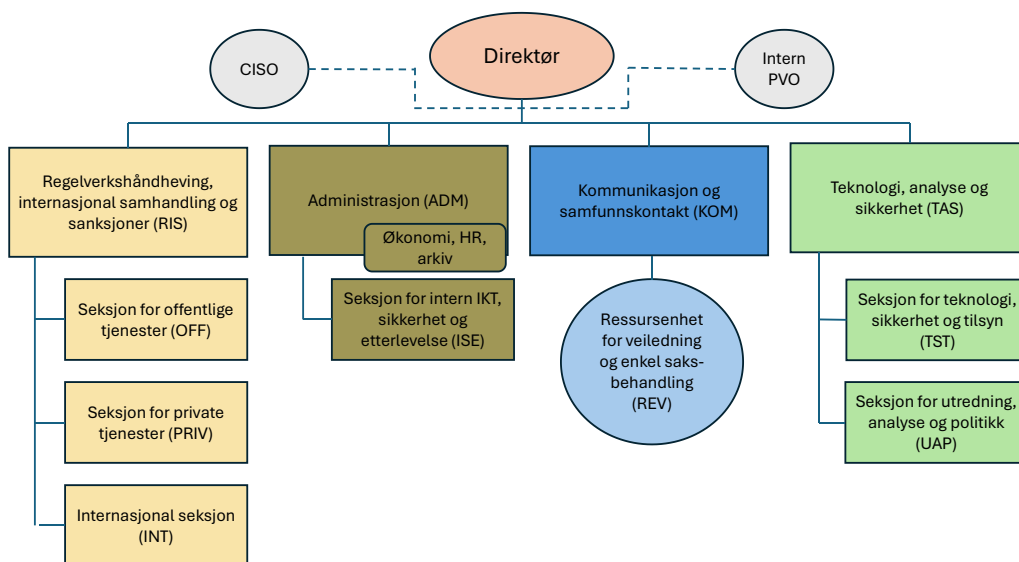 CISO
Direktør
Intern
PVO
Regelverkshåndheving,
internasjonal samhandling og
sanksjoner (RIS)
Seksjon for offentlige
tjenester (OFF)
Seksjon for private
tjenester (PRIV)
Internasjonal seksjon
(INT)
Administrasjon (ADM)
Økonomi, HR,
arkiv
Seksjon for intern IKT,
sikkerhet og
etterlevelse (ISE)
Kommunikasjon og
samfunnskontakt (KOM)
Ressursenhet
for veiledning
og enkel saks-
behandling
(REV)
Teknologi, analyse og
sikkerhet (TAS)
Seksjon for teknologi,
sikkerhet og tilsyn
(TST)
Seksjon for utredning,
analyse og politikk
(UAP)